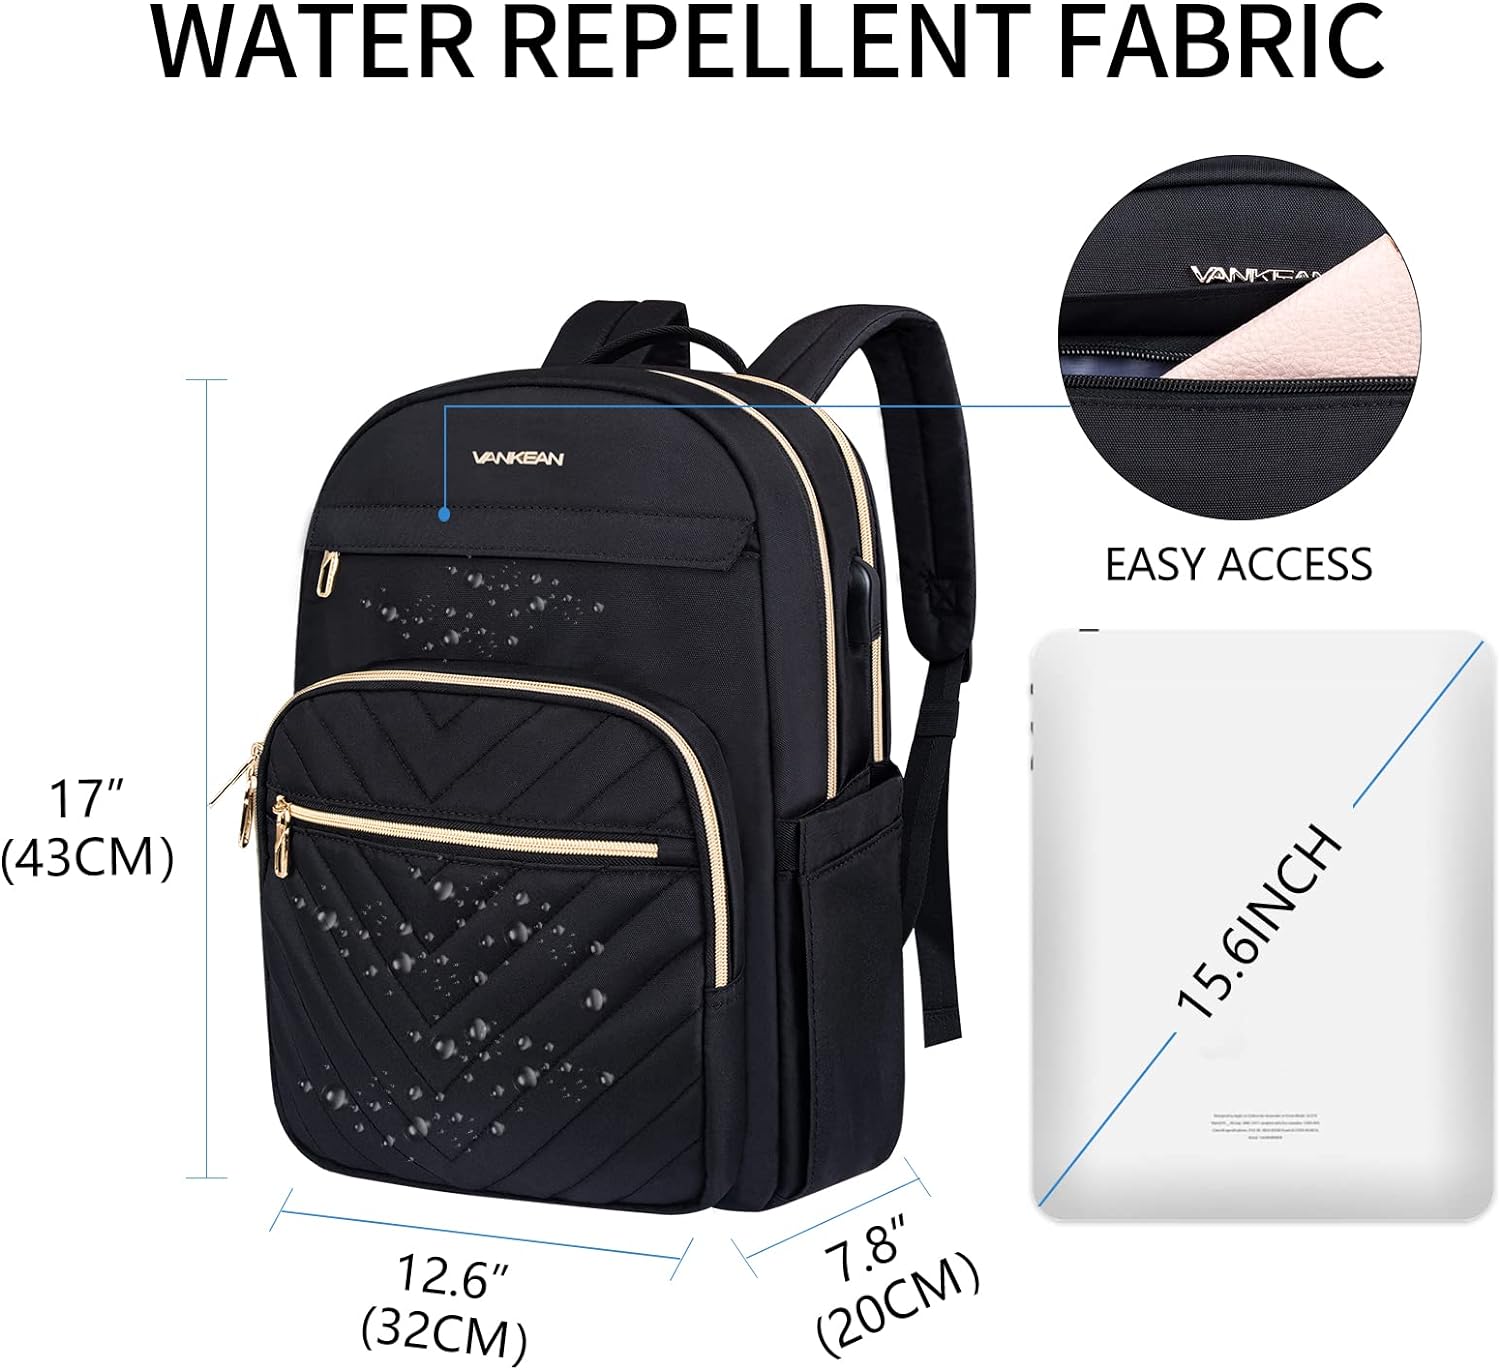 WATER REPELLENT FABRIC
VANKEAN
VANKEAN
EASY ACCESS
17"
(43CM)
15.6INCH
12.6"
(32CM)
7.8"
(20CM)